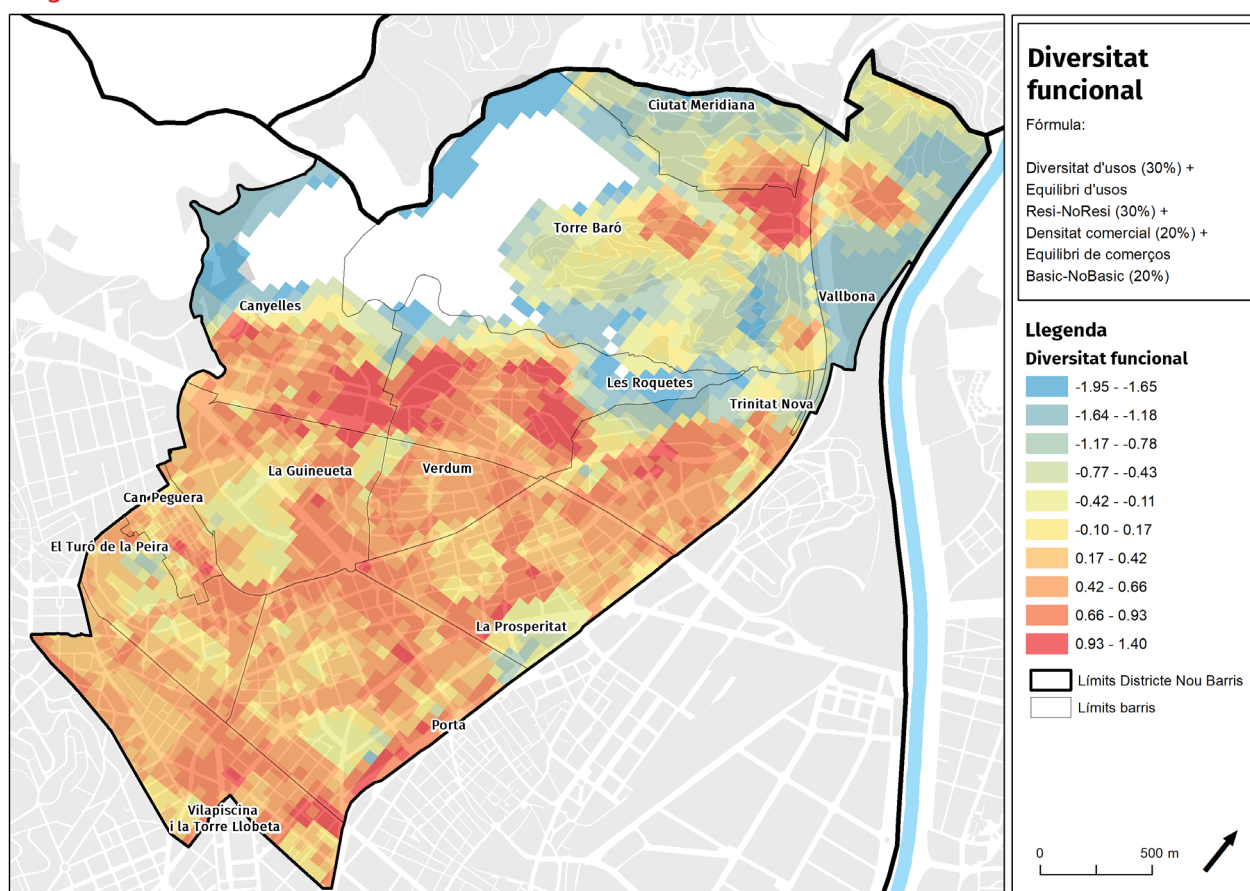 Diversitat
funcional
Fórmula:
Diversitat d'usos (30%) +
Equilibri d'usos
Resi-NoResi (30%) +
Densitat comercial (20%) +
Equilibri de comerços
Basic-NoBasic (20%)
Llegenda
Diversitat funcional
-1.95 - -1.65
-1.64 - -1.18
-1.17 - -0.78
-0.77 - -0.43
-0.42 - -0.11
-0.10 - 0.17
0.17 - 0.42
0.42 - 0.66
0.66 - 0.93
0.93 - 1.40
Límits Districte Nou Barris
Límits barris
0 500 m
Ciutat Meridiana
Torre Baró
Vallbona
Canyelles
Les Roquetes
Trinitat Nova
La Guineueta
Verdum
Can Peguera
El Turó de la Peira
La Prosperitat
Porta
Vilapiscina
i la Torre Llobeta